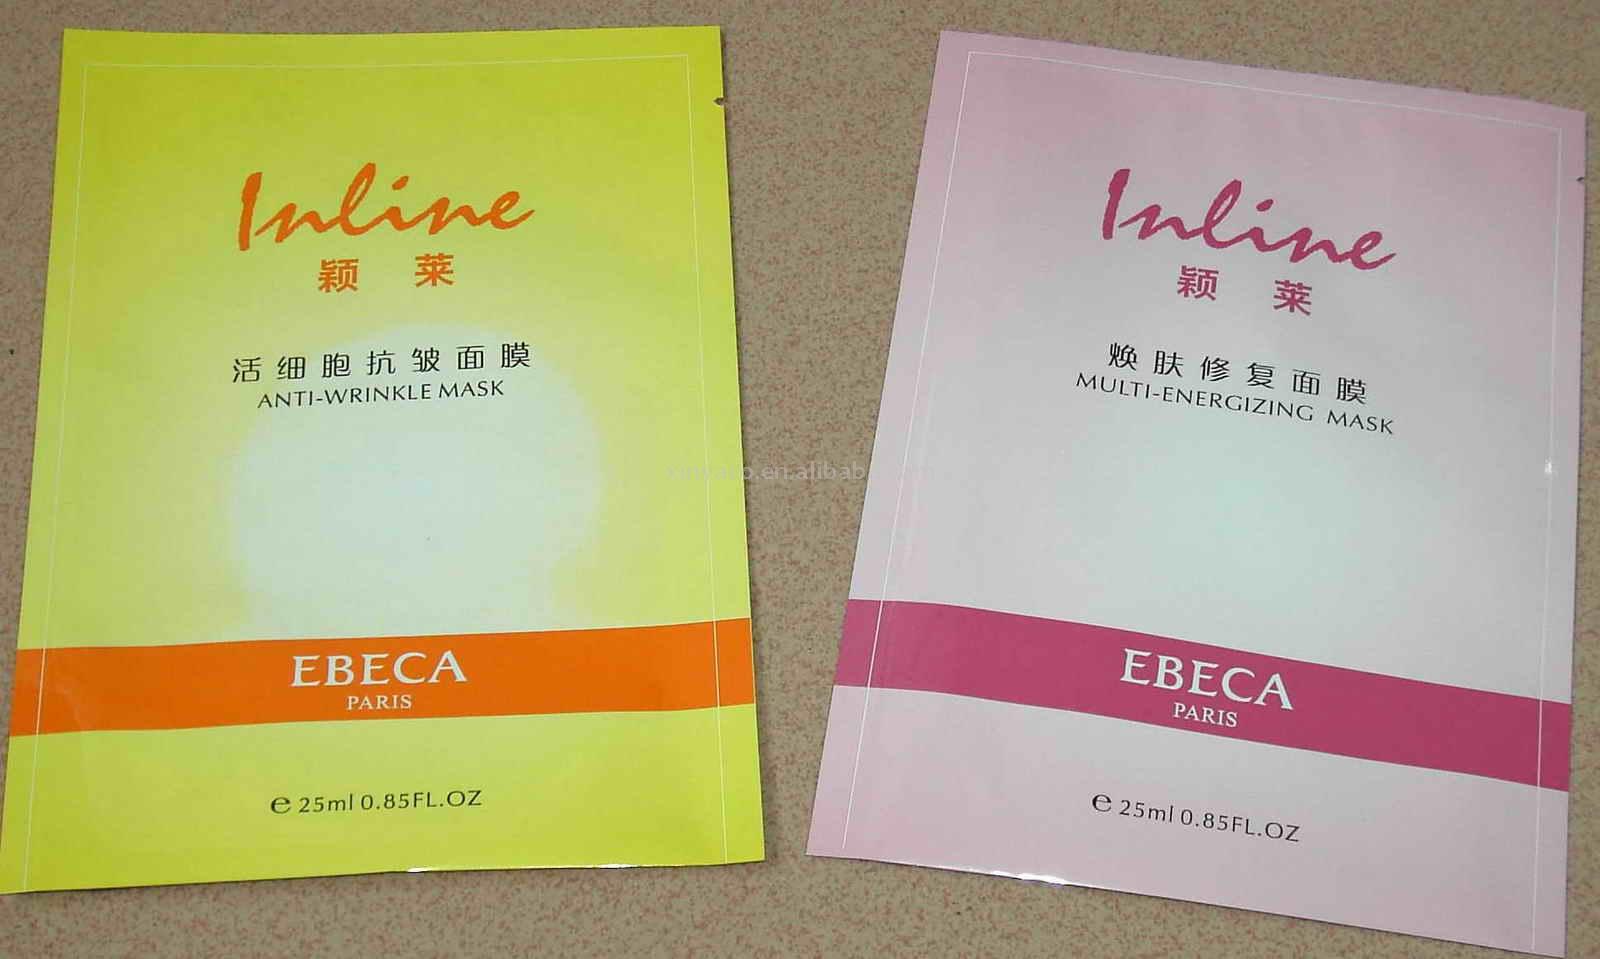 Inline
颖莱
活细胞抗皱面膜
ANTI-WRINKLE MASK
EBECA
PARIS
℮ 25ml 0.85FL.OZ
Inline
颖莱
焕肤修复面膜
MULTI-ENERGIZING MASK
EBECA
PARIS
℮ 25ml 0.85FL.OZ